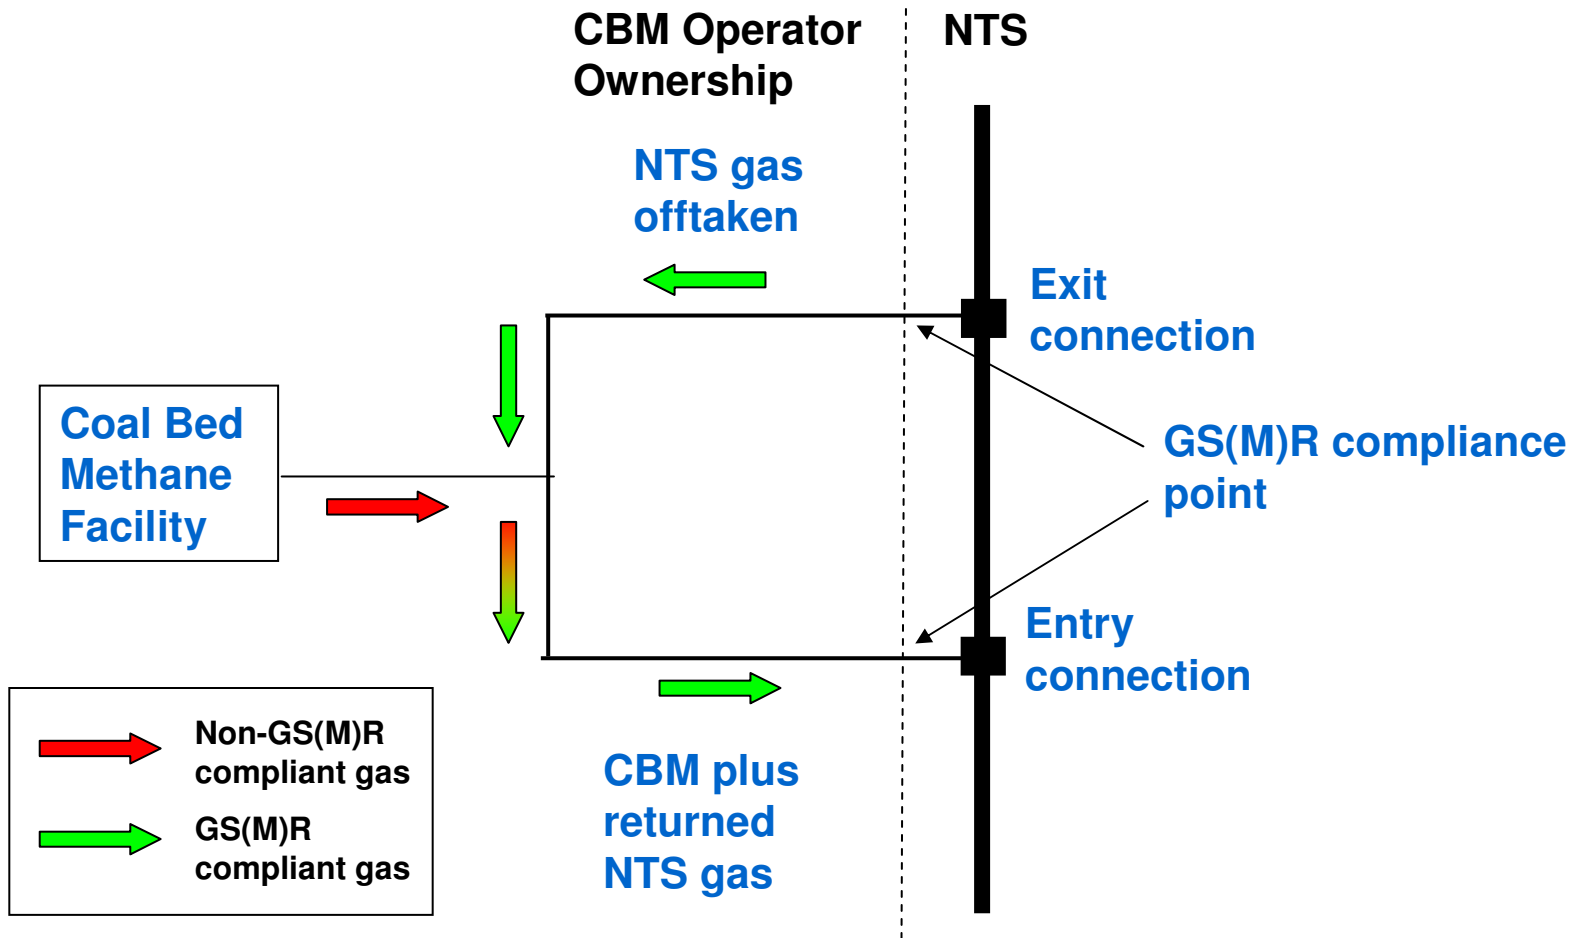 CBM Operator
Ownership
NTS
NTS gas
offtaken
Exit
connection
Coal Bed
Methane
Facility
GS(M)R compliance
point
Entry
connection
Non-GS(M)R
compliant gas
GS(M)R
compliant gas
CBM plus
returned
NTS gas